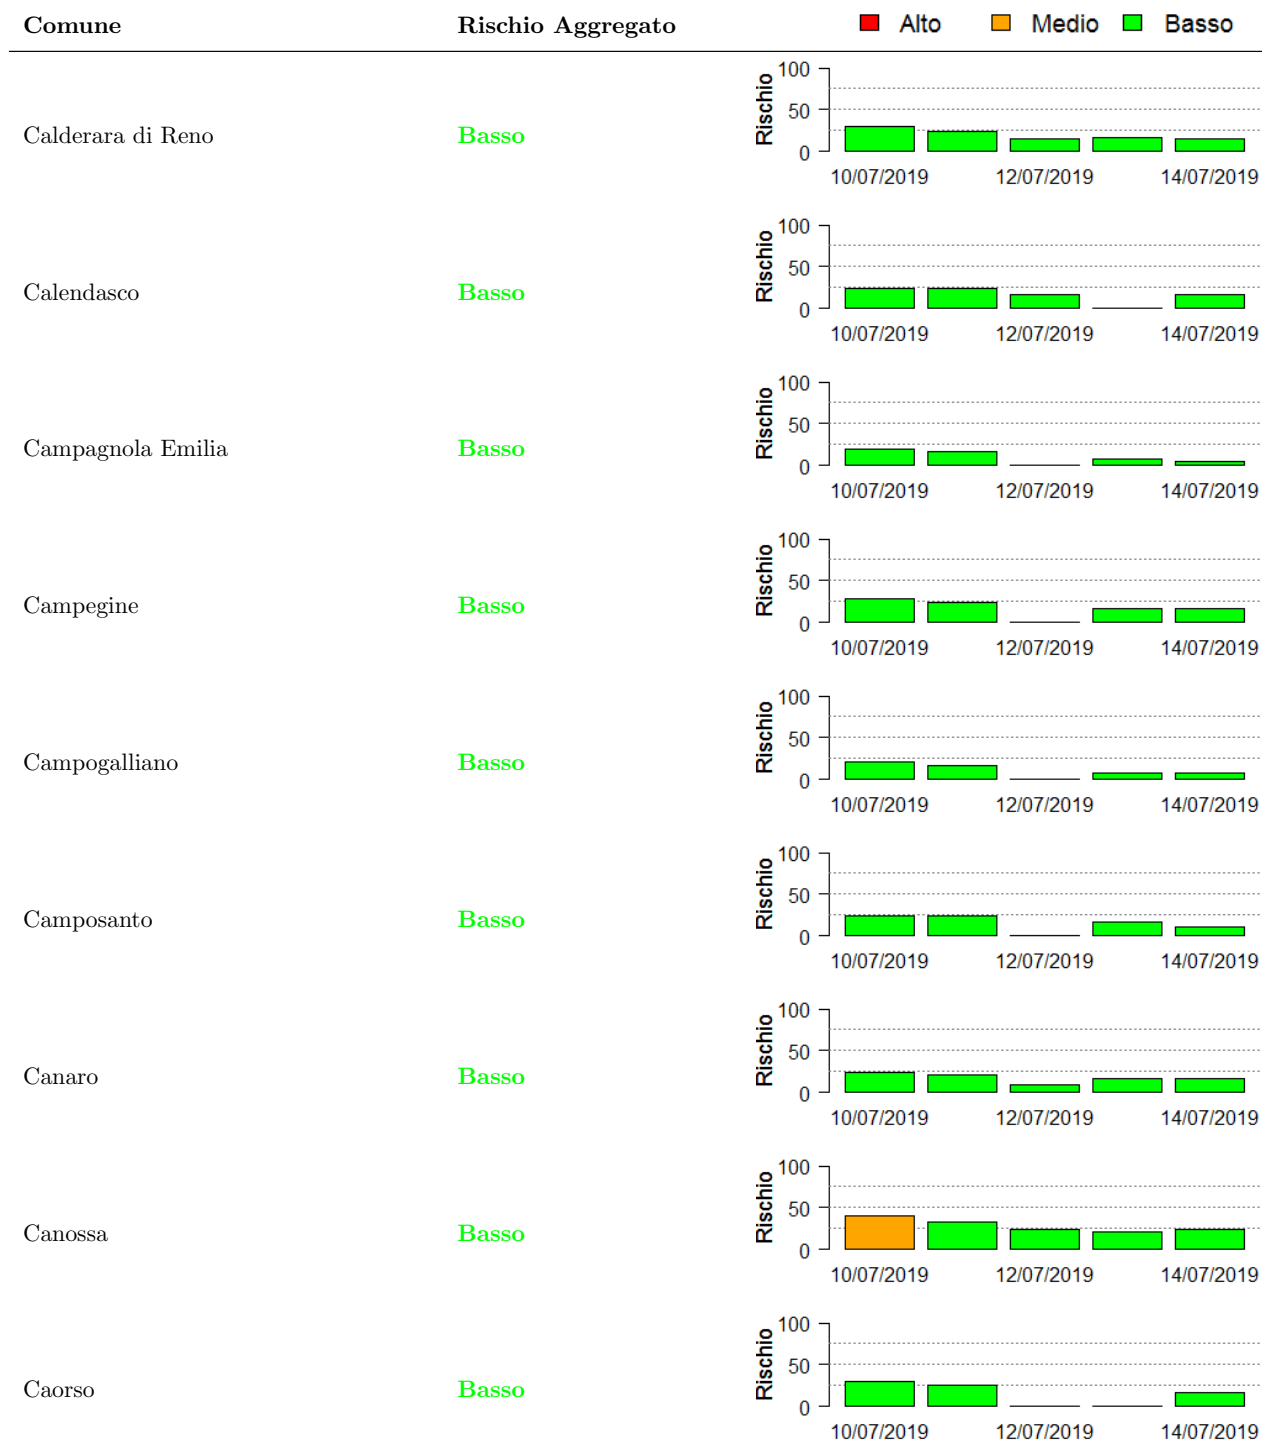 Comune Rischio Aggregato Alto Medio Basso
100
50
0
Rischio
Calderara di Reno Basso
10/07/2019 12/07/2019 14/07/2019
100
50
0
Rischio
Calendasco Basso
10/07/2019 12/07/2019 14/07/2019
100
50
0
Rischio
Campagnola Emilia Basso
10/07/2019 12/07/2019 14/07/2019
100
50
0
Rischio
Campegine Basso
10/07/2019 12/07/2019 14/07/2019
100
50
0
Rischio
Campogalliano Basso
10/07/2019 12/07/2019 14/07/2019
100
50
0
Rischio
Camposanto Basso
10/07/2019 12/07/2019 14/07/2019
100
50
0
Rischio
Canaro Basso
10/07/2019 12/07/2019 14/07/2019
100
50
0
Rischio
Canossa Basso
10/07/2019 12/07/2019 14/07/2019
100
50
0
Rischio
Caorso Basso
10/07/2019 12/07/2019 14/07/2019